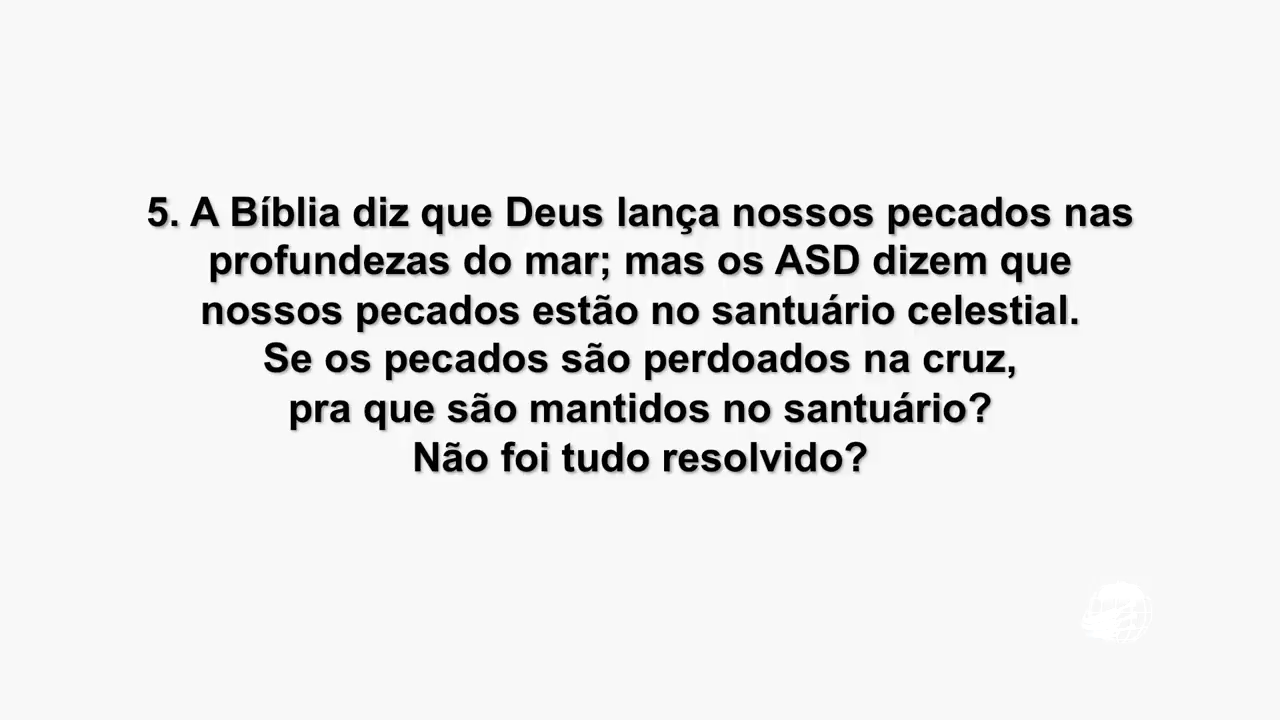 5. A Bíblia diz que Deus lança nossos pecados nas
profundezas do mar; mas os ASD dizem que
nossos pecados estão no santuário celestial.
Se os pecados são perdoados na cruz,
pra que são mantidos no santuário?
Não foi tudo resolvido?